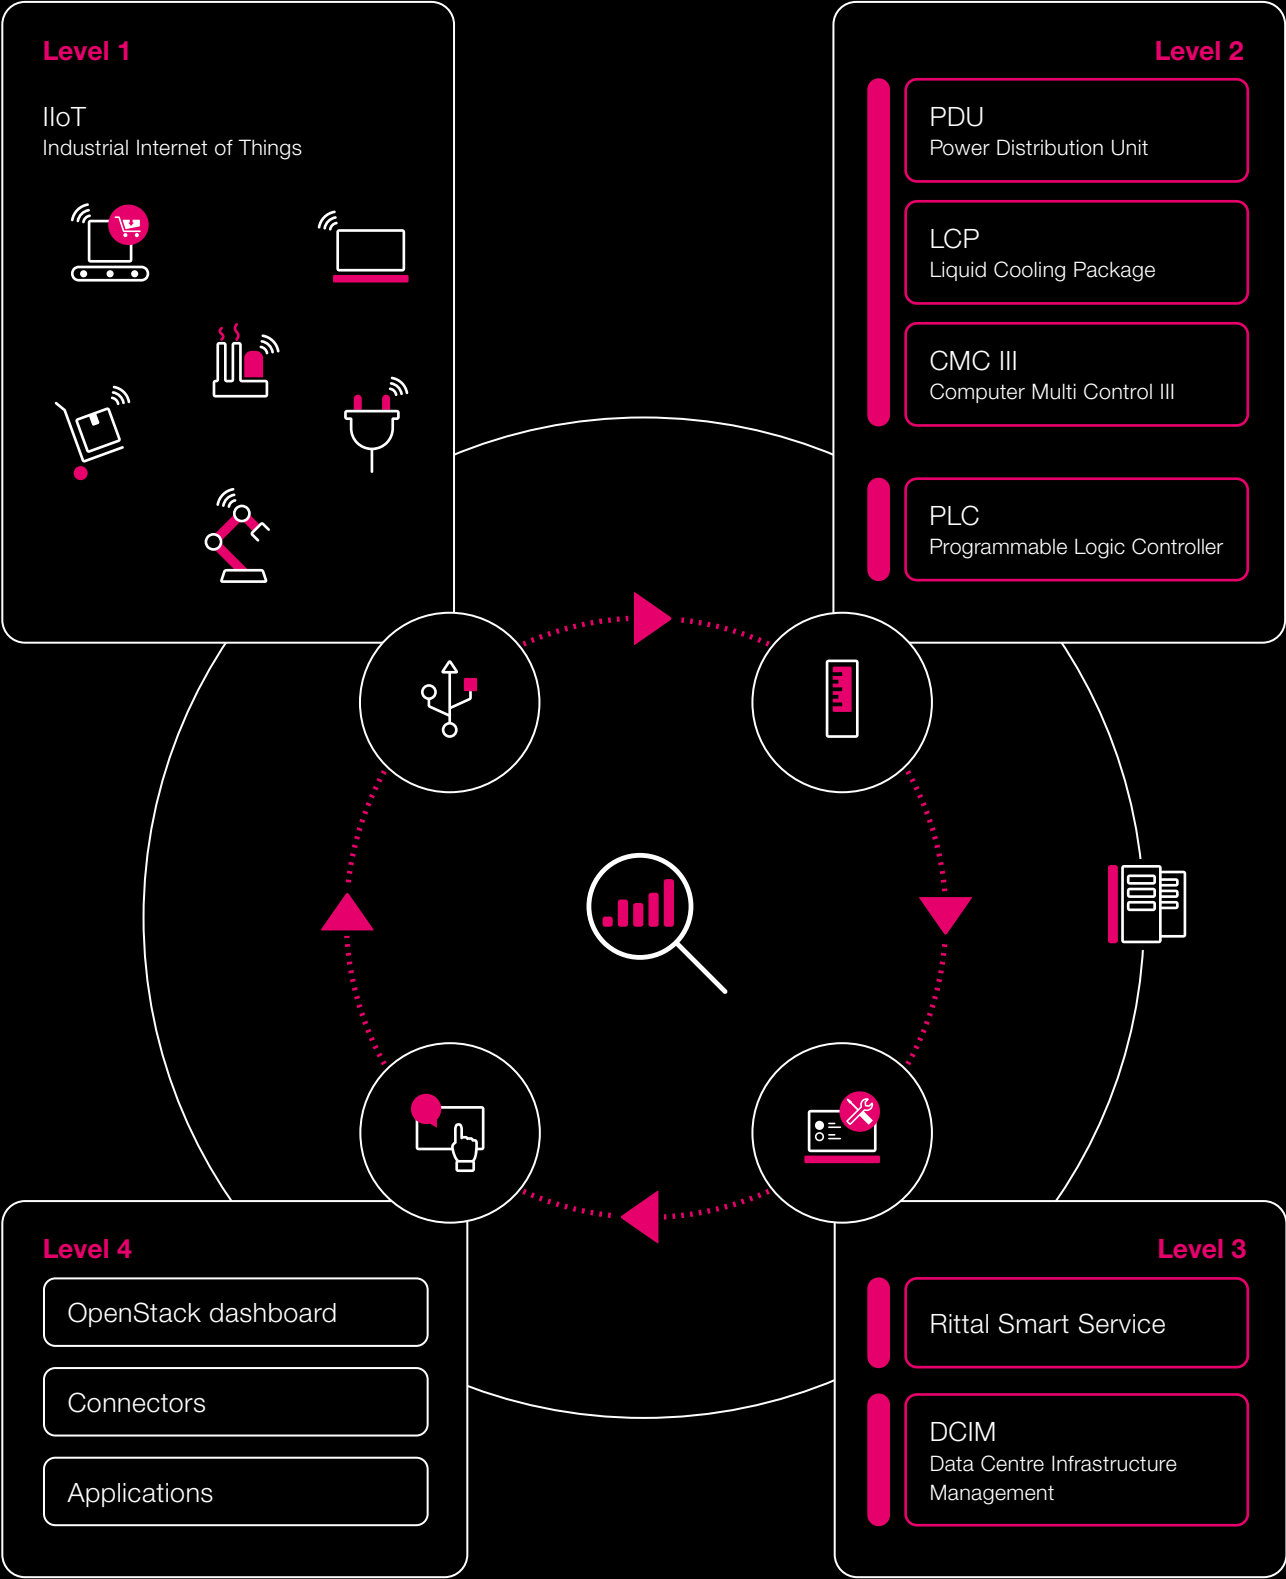 Level 1
IIoT
Industrial Internet of Things
Level 2
PDU
Power Distribution Unit
LCP
Liquid Cooling Package
CMC III
Computer Multi Control III
PLC
Programmable Logic Controller
Level 4
OpenStack dashboard
Connectors
Applications
Level 3
Rittal Smart Service
DCIM
Data Centre Infrastructure
Management